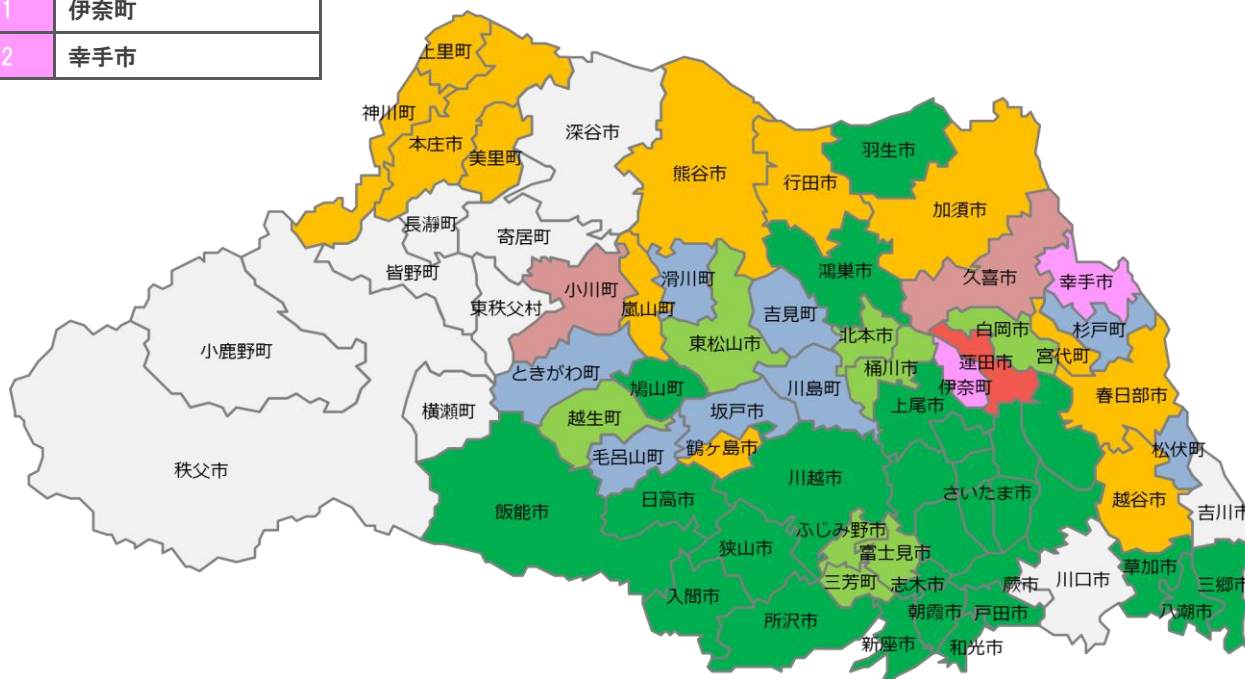 1 伊奈町
2 幸手市
上里町
神川町
本庄市
美里町
深谷市
熊谷市
行田市
羽生市
加須市
長瀞町
寄居町
皆野町
東秩父村
小川町
嵐山町
滑川町
吉見町
鴻巣市
久喜市
幸手市
小鹿野町
東松山市
北本市
桶川市
白岡市
蓮田市
宮代町
杉戸町
ときがわ町
鳩山町
川島町
伊奈町
上尾市
春日部市
横瀬町
越生町
坂戸市
毛呂山町
鶴ヶ島市
松伏町
秩父市
飯能市
日高市
川越市
さいたま市
越谷市
吉川市
ふじみ野市
狭山市
富士見市
三芳町
志木市
蕨市
川口市
草加市
三郷市
入間市
所沢市
朝霞市
戸田市
八潮市
新座市
和光市